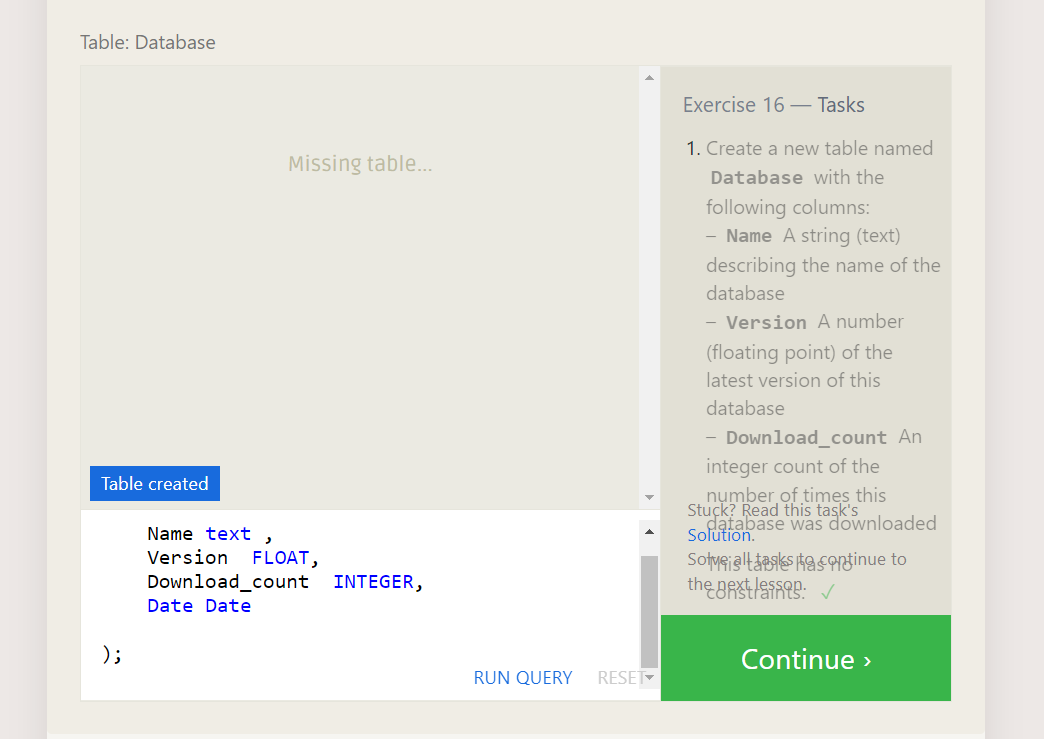 Table: Database
Missing table...
Table created
Name text ,
Version FLOAT,
Download_count INTEGER,
Date Date
);
RUN QUERY RESET
Exercise 16 — Tasks
1. Create a new table named
Database with the
following columns:
– Name A string (text)
describing the name of the
database
– Version A number
(floating point) of the
latest version of this
database
– Download_count An
integer count of the
number of times this
database was downloaded
This table has no
constraints. ✓
Stuck? Read this task's
Solution.
Solve all tasks to continue to
the next lesson.
Continue ›